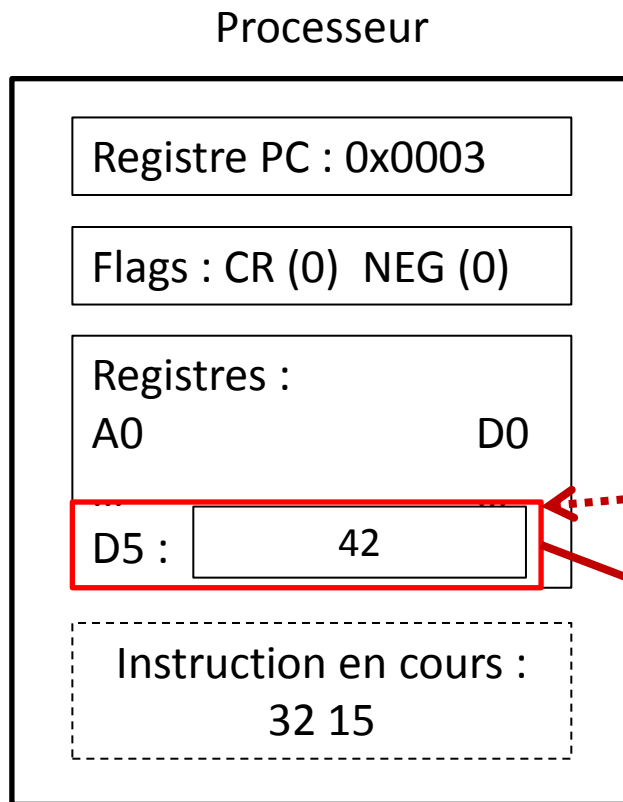 Processeur
Registre PC : 0x0003
Flags : CR (0) NEG (0)
Registres :
A0 D0
... ...
D5 : 42
Instruction en cours :
32 15